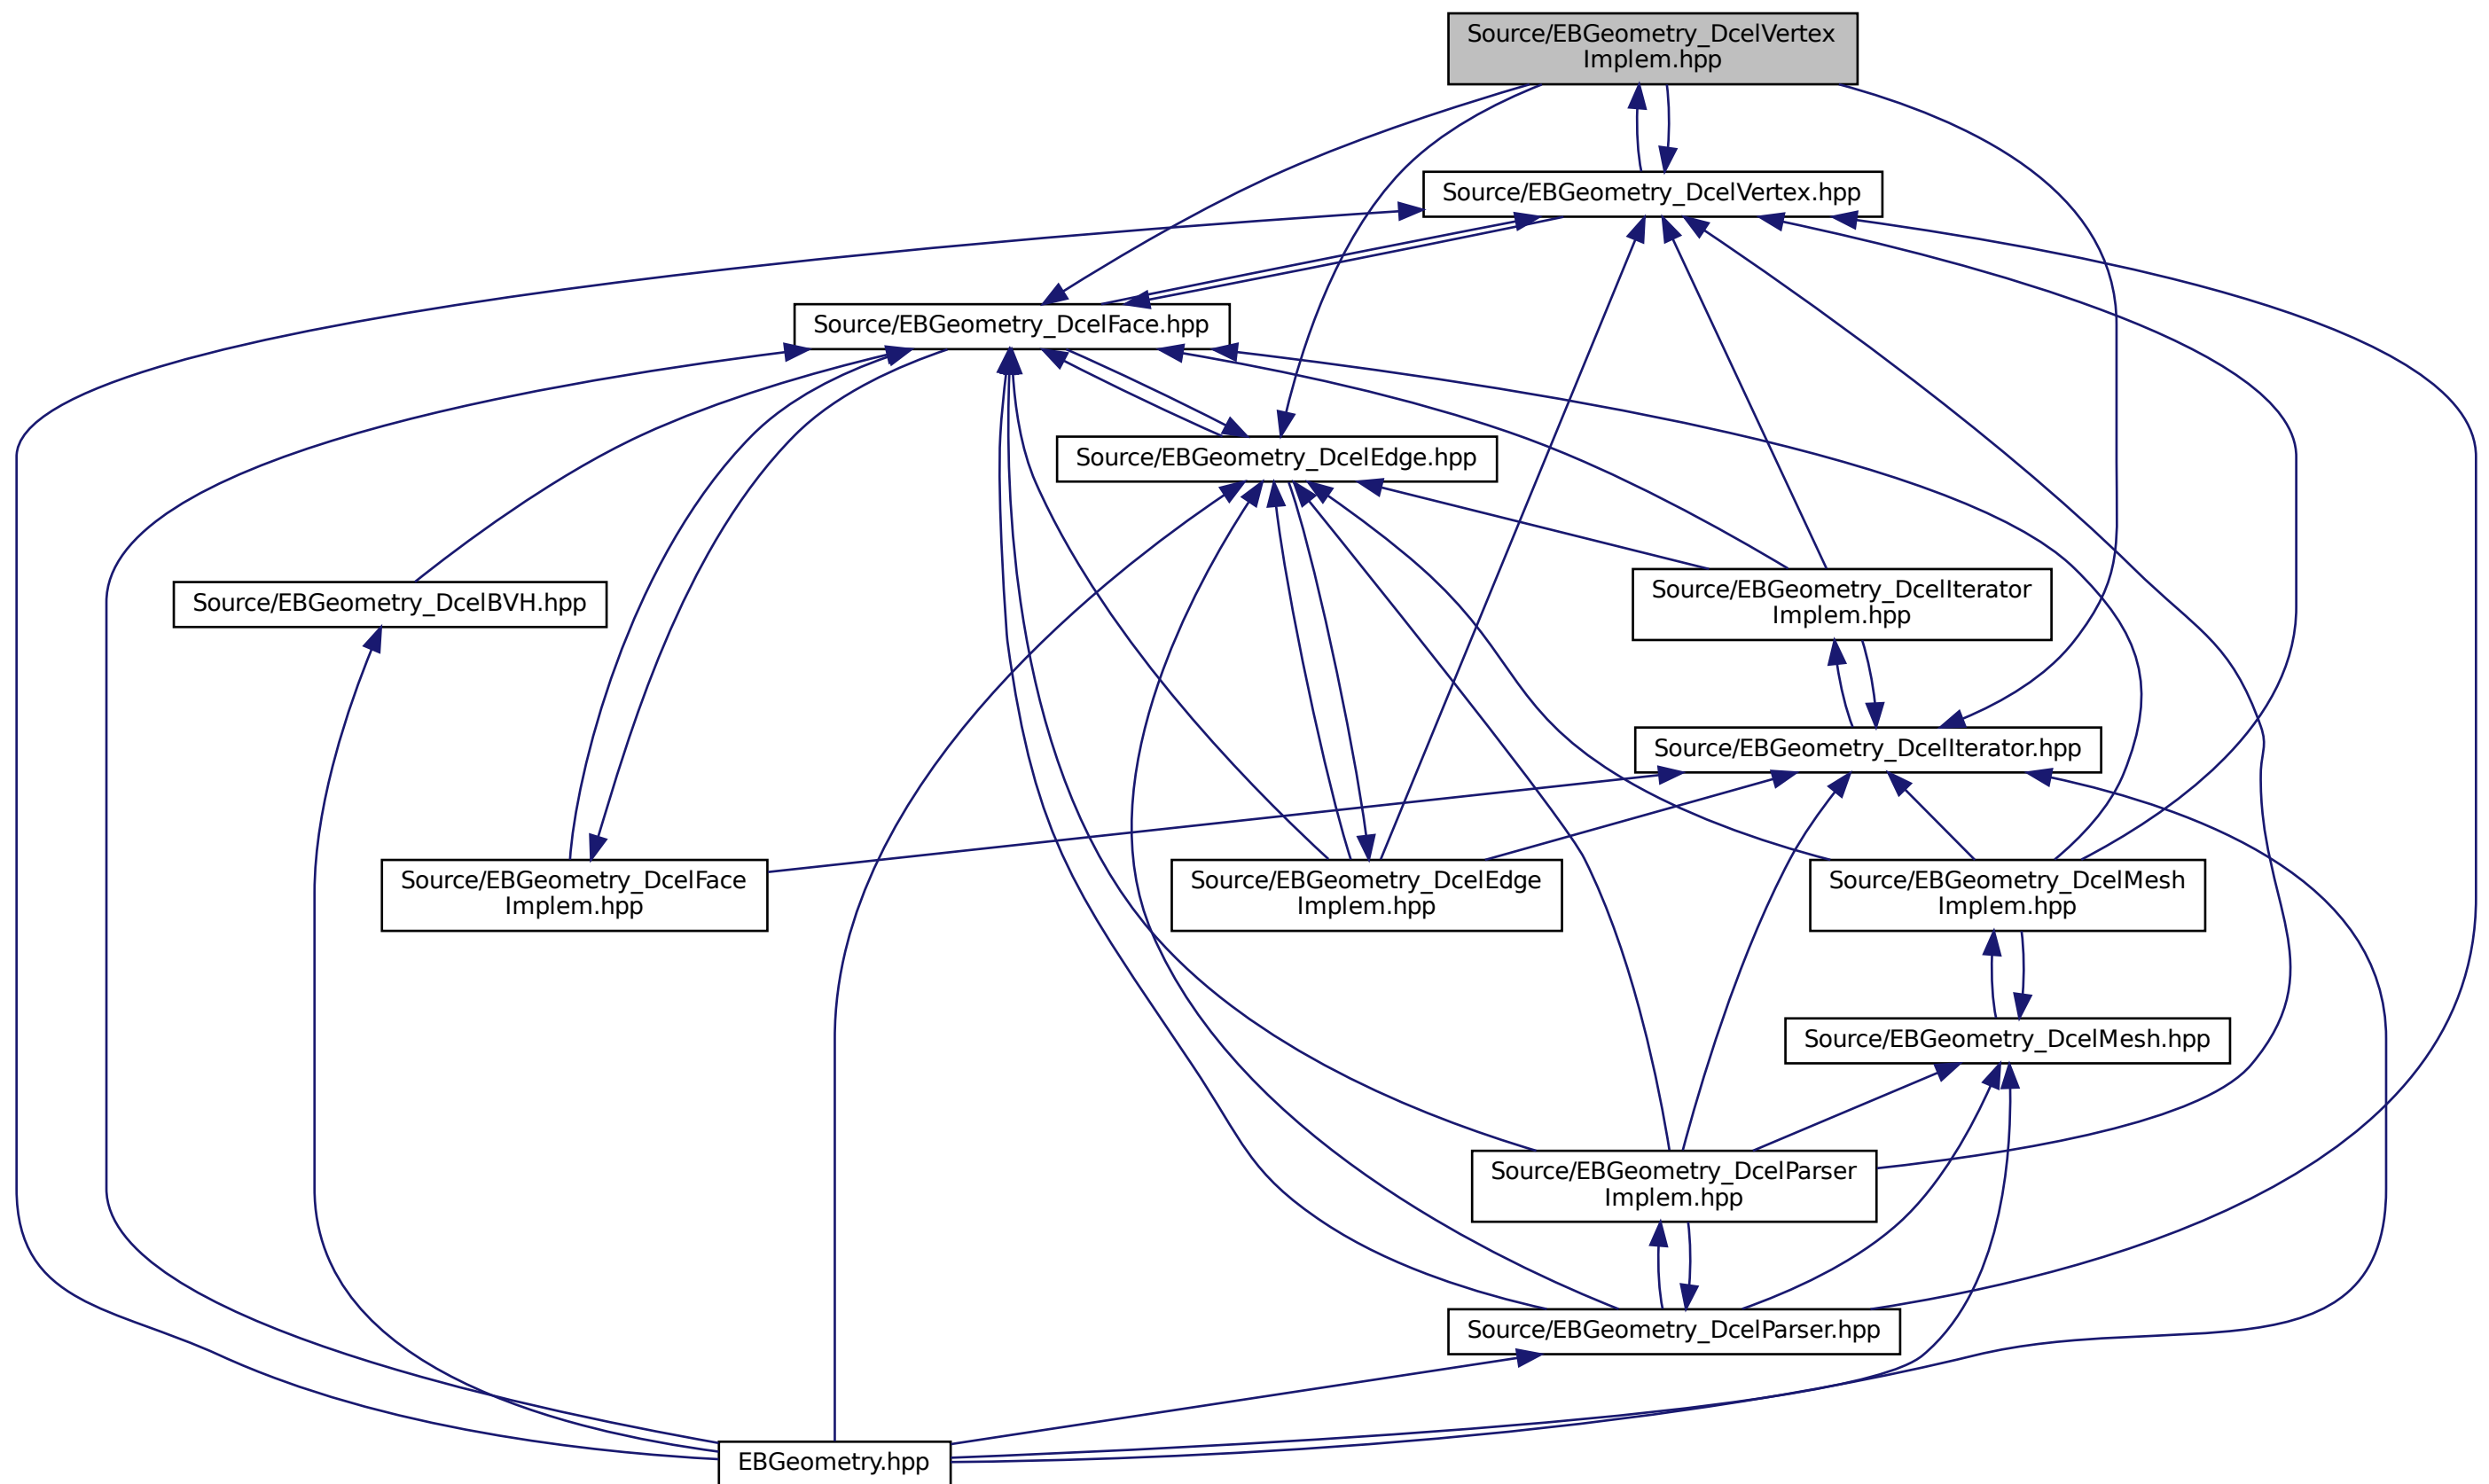 Source/EBGeometry_DcelVertex
Implem.hpp
Source/EBGeometry_DcelVertex.hpp
Source/EBGeometry_DcelFace.hpp
Source/EBGeometry_DcelEdge.hpp
Source/EBGeometry_DcelBVH.hpp
Source/EBGeometry_DcelIterator
Implem.hpp
Source/EBGeometry_DcelIterator.hpp
Source/EBGeometry_DcelFace
Implem.hpp
Source/EBGeometry_DcelEdge
Implem.hpp
Source/EBGeometry_DcelMesh
Implem.hpp
Source/EBGeometry_DcelMesh.hpp
Source/EBGeometry_DcelParser
Implem.hpp
Source/EBGeometry_DcelParser.hpp
EBGeometry.hpp